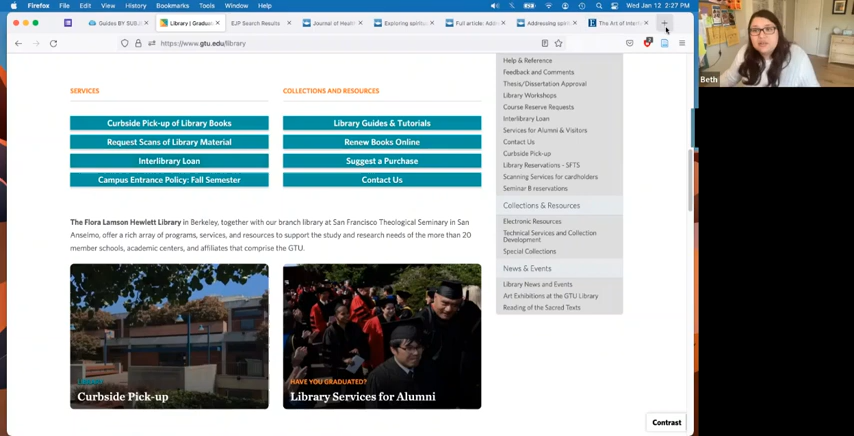 Firefox File Edit View History Bookmarks Tools Window Help
Wed Jan 12 2:27 PM
Guides BY SUBJ
Library | Gradua
EJP Search Results
Journal of Healt
Exploring spiritua
Full article: Addr
Addressing spiri
The Art of Interf
https://www.gtu.edu/library
SERVICES
Curbside Pick-up of Library Books
Request Scans of Library Material
Interlibrary Loan
Campus Entrance Policy: Fall Semester
COLLECTIONS AND RESOURCES
Library Guides & Tutorials
Renew Books Online
Suggest a Purchase
Contact Us
The Flora Lamson Hewlett Library in Berkeley, together with our branch library at San Francisco Theological Seminary in San
Anselmo, offer a rich array of programs, services, and resources to support the study and research needs of the more than 20
member schools, academic centers, and affiliates that comprise the GTU.
LIBRARY
Curbside Pick-up
HAVE YOU GRADUATED?
Library Services for Alumni
Help & Reference
Feedback and Comments
Thesis/Dissertation Approval
Library Workshops
Course Reserve Requests
Interlibrary Loan
Services for Alumni & Visitors
Contact Us
Curbside Pick-up
Library Reservations - SFTS
Scanning Services for cardholders
Seminar B reservations
Collections & Resources
Electronic Resources
Technical Services and Collection
Development
Special Collections
News & Events
Library News and Events
Art Exhibitions at the GTU Library
Reading of the Sacred Texts
Contrast
Beth